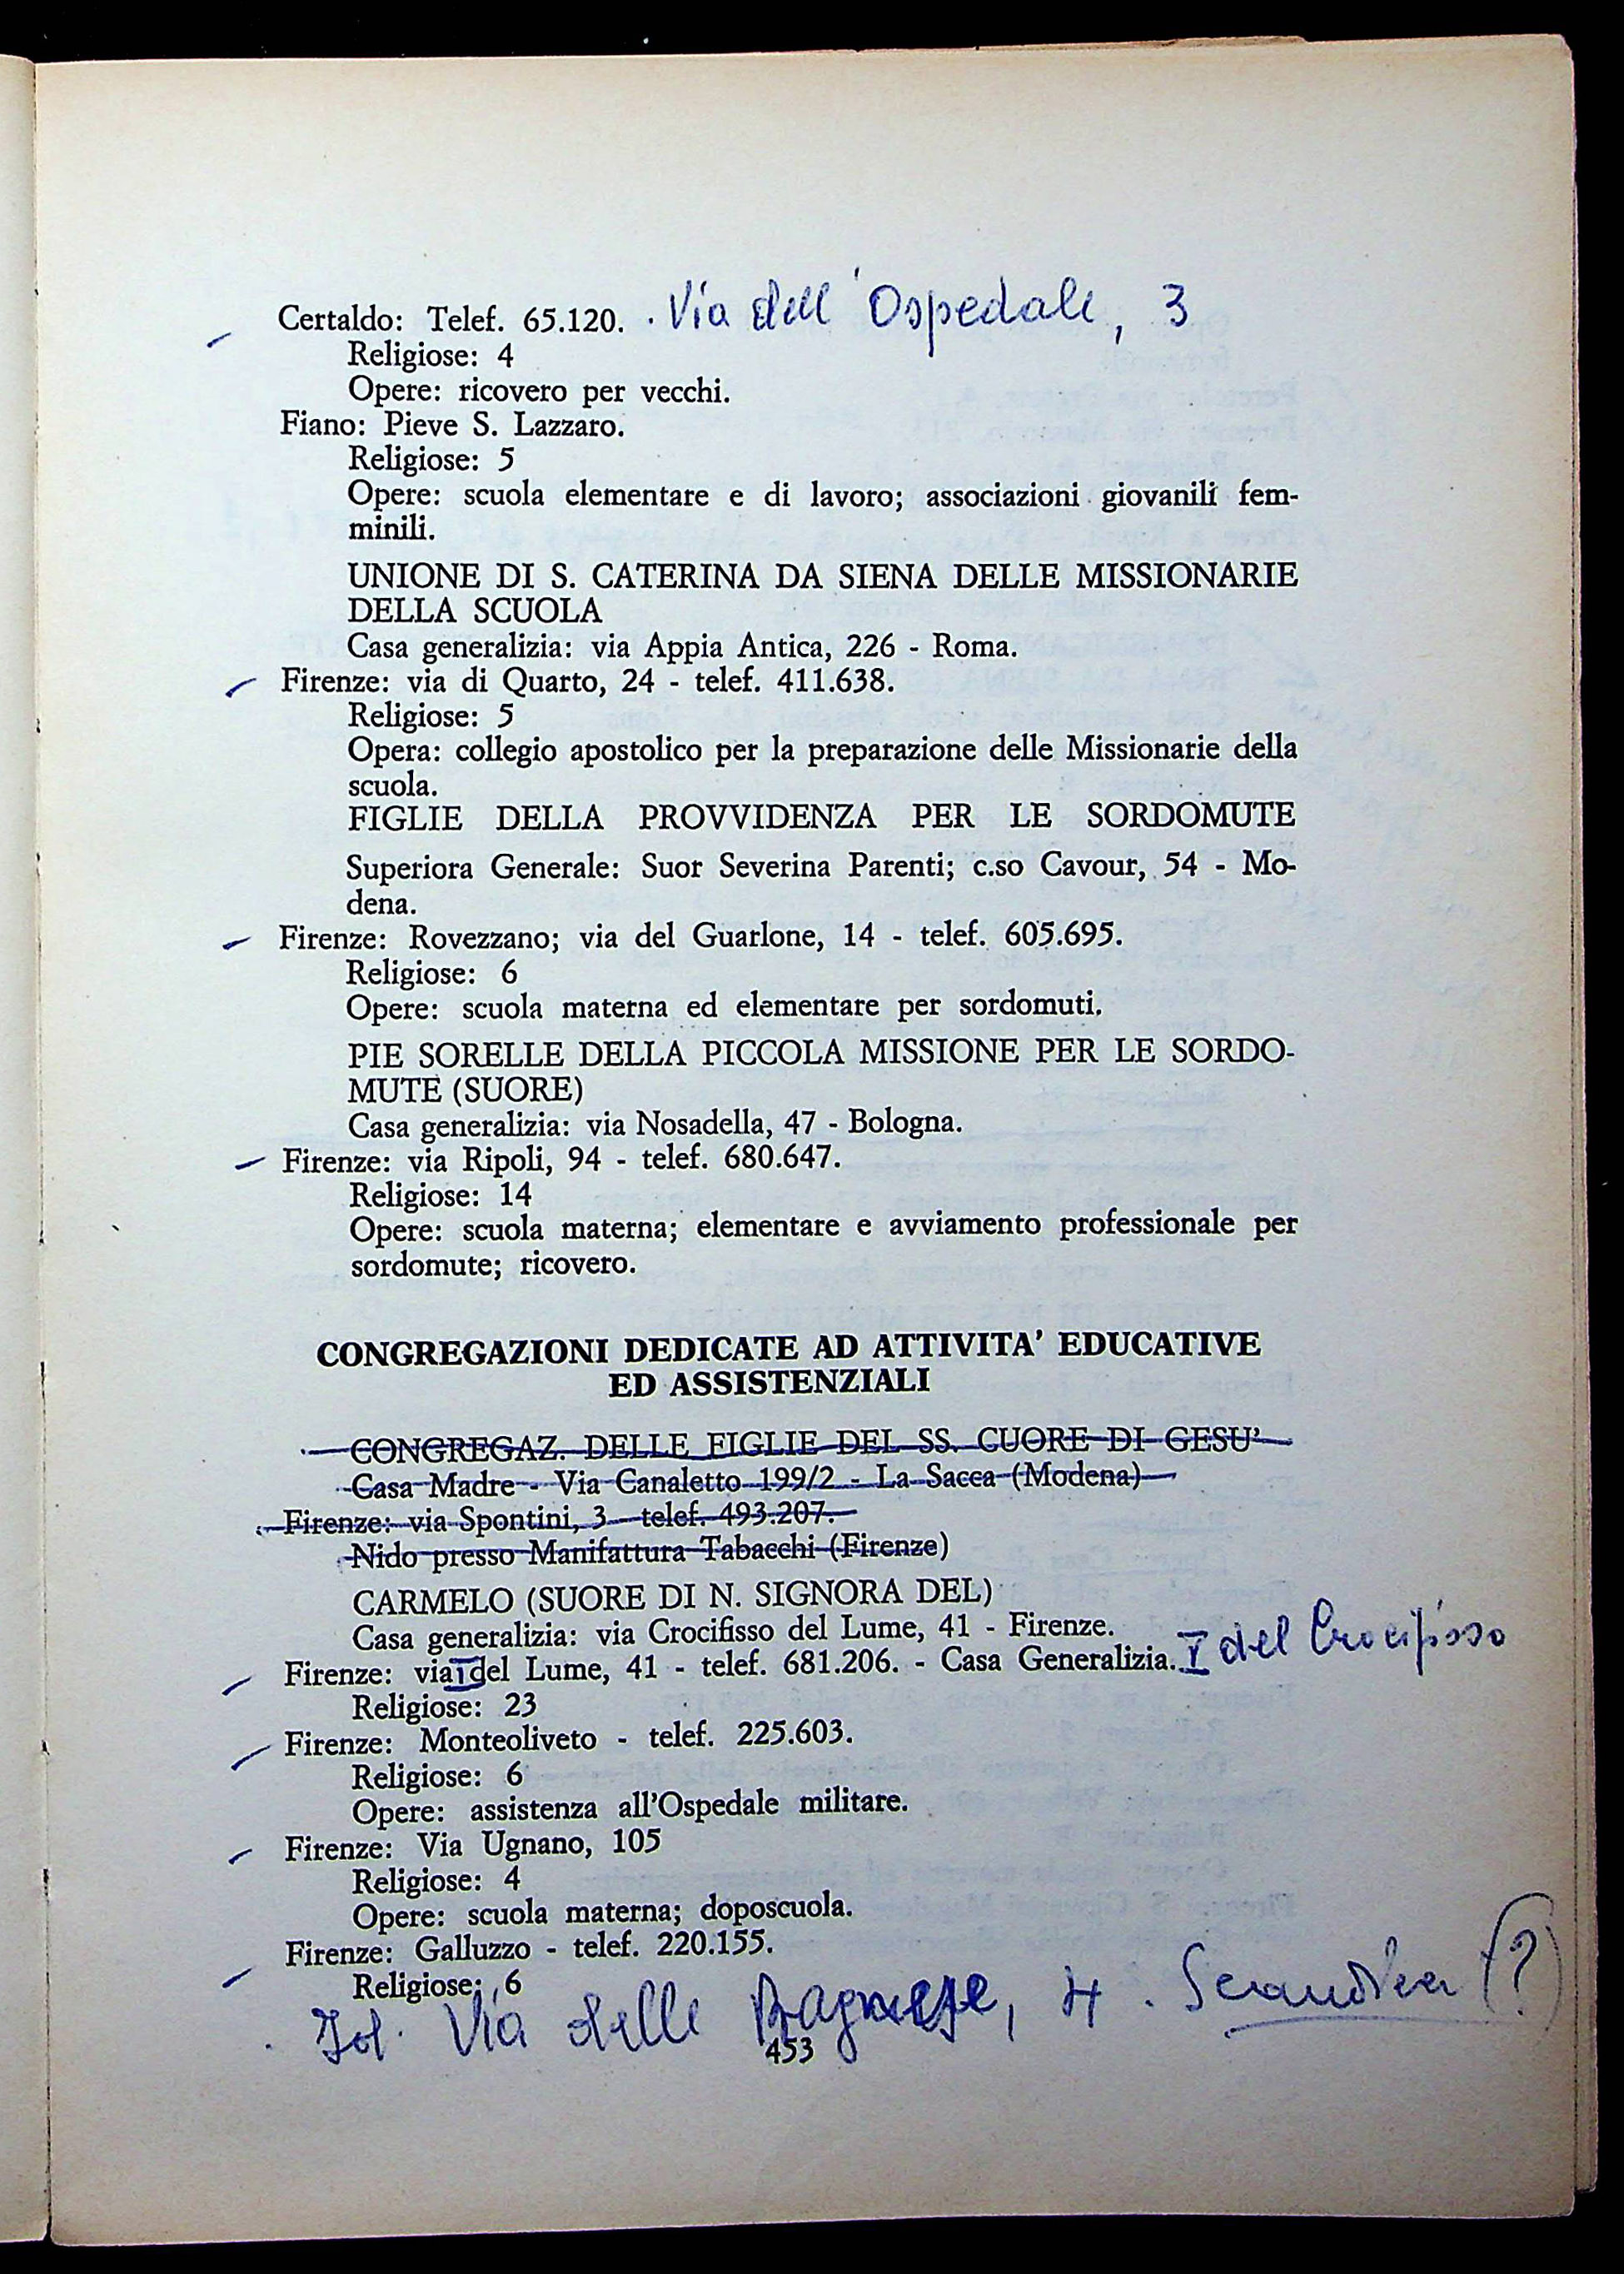 Certaldo: Telef. 65.120. . Via dell'Ospedale, 3
Religiose: 4
Opere: ricovero per vecchi.
Fiano: Pieve S. Lazzaro.
Religiose: 5
Opere: scuola elementare e di lavoro; associazioni giovanili fem-
minili.
UNIONE DI S. CATERINA DA SIENA DELLE MISSIONARIE
DELLA SCUOLA
Casa generalizia: via Appia Antica, 226 - Roma.
Firenze: via di Quarto, 24 - telef. 411.638.
Religiose: 5
Opera: collegio apostolico per la preparazione delle Missionarie della
scuola.
FIGLIE DELLA PROVVIDENZA PER LE SORDOMUTE
Superiora Generale: Suor Severina Parenti; c.so Cavour, 54 - Mo-
dena.
Firenze: Rovezzano; via del Guarlone, 14 - telef. 605.695.
Religiose: 6
Opere: scuola materna ed elementare per sordomuti.
PIE SORELLE DELLA PICCOLA MISSIONE PER LE SORDO-
MUTE (SUORE)
Casa generalizia: via Nosadella, 47 - Bologna.
Firenze: via Ripoli, 94 - telef. 680.647.
Religiose: 14
Opere: scuola materna; elementare e avviamento professionale per
sordomute; ricovero.
CONGREGAZIONI DEDICATE AD ATTIVITA' EDUCATIVE
ED ASSISTENZIALI
CONGREGAZ. DELLE FIGLIE DEL SS. CUORE DI GESU'
Casa Madre - Via Canaletto 199/2 - La Sacca (Modena)
Firenze: via Spontini, 3 - telef. 493.207.
Nido presso Manifattura Tabacchi (Firenze)
CARMELO (SUORE DI N. SIGNORA DEL)
Casa generalizia: via Crocifisso del Lume, 41 - Firenze.
Firenze: via del Lume, 41 - telef. 681.206. - Casa Generalizia. I del Crocifisso
Religiose: 23
Firenze: Monteoliveto - telef. 225.603.
Religiose: 6
Opere: assistenza all'Ospedale militare.
Firenze: Via Ugnano, 105
Religiose: 4
Opere: scuola materna; doposcuola.
Firenze: Galluzzo - telef. 220.155.
Religiose: 6
Via delle Bagnese, 4 . (?)
453